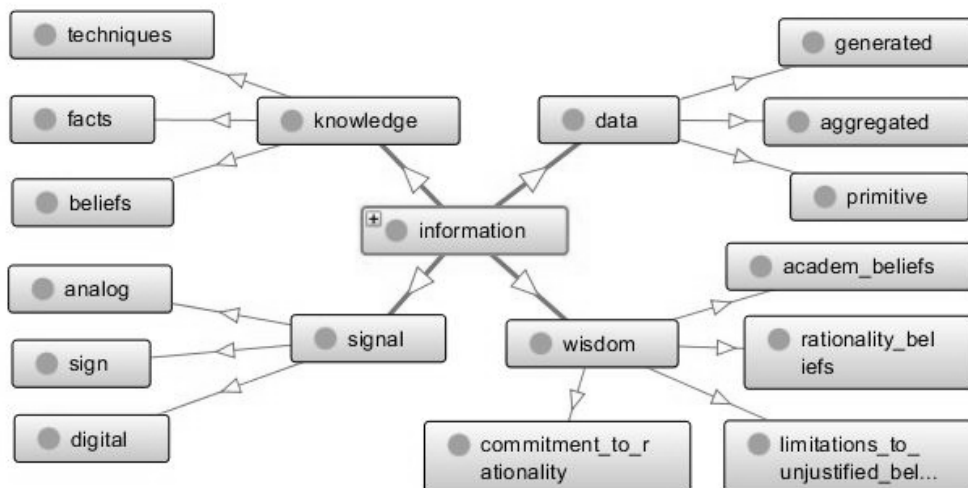 techniques
generated
facts
knowledge
data
aggregated
beliefs
primitive
information
analog
academ_beliefs
signal
wisdom
sign
rationality_bel
iefs
digital
commitment_to_r
ationality
limitations_to_
unjustified_bel...